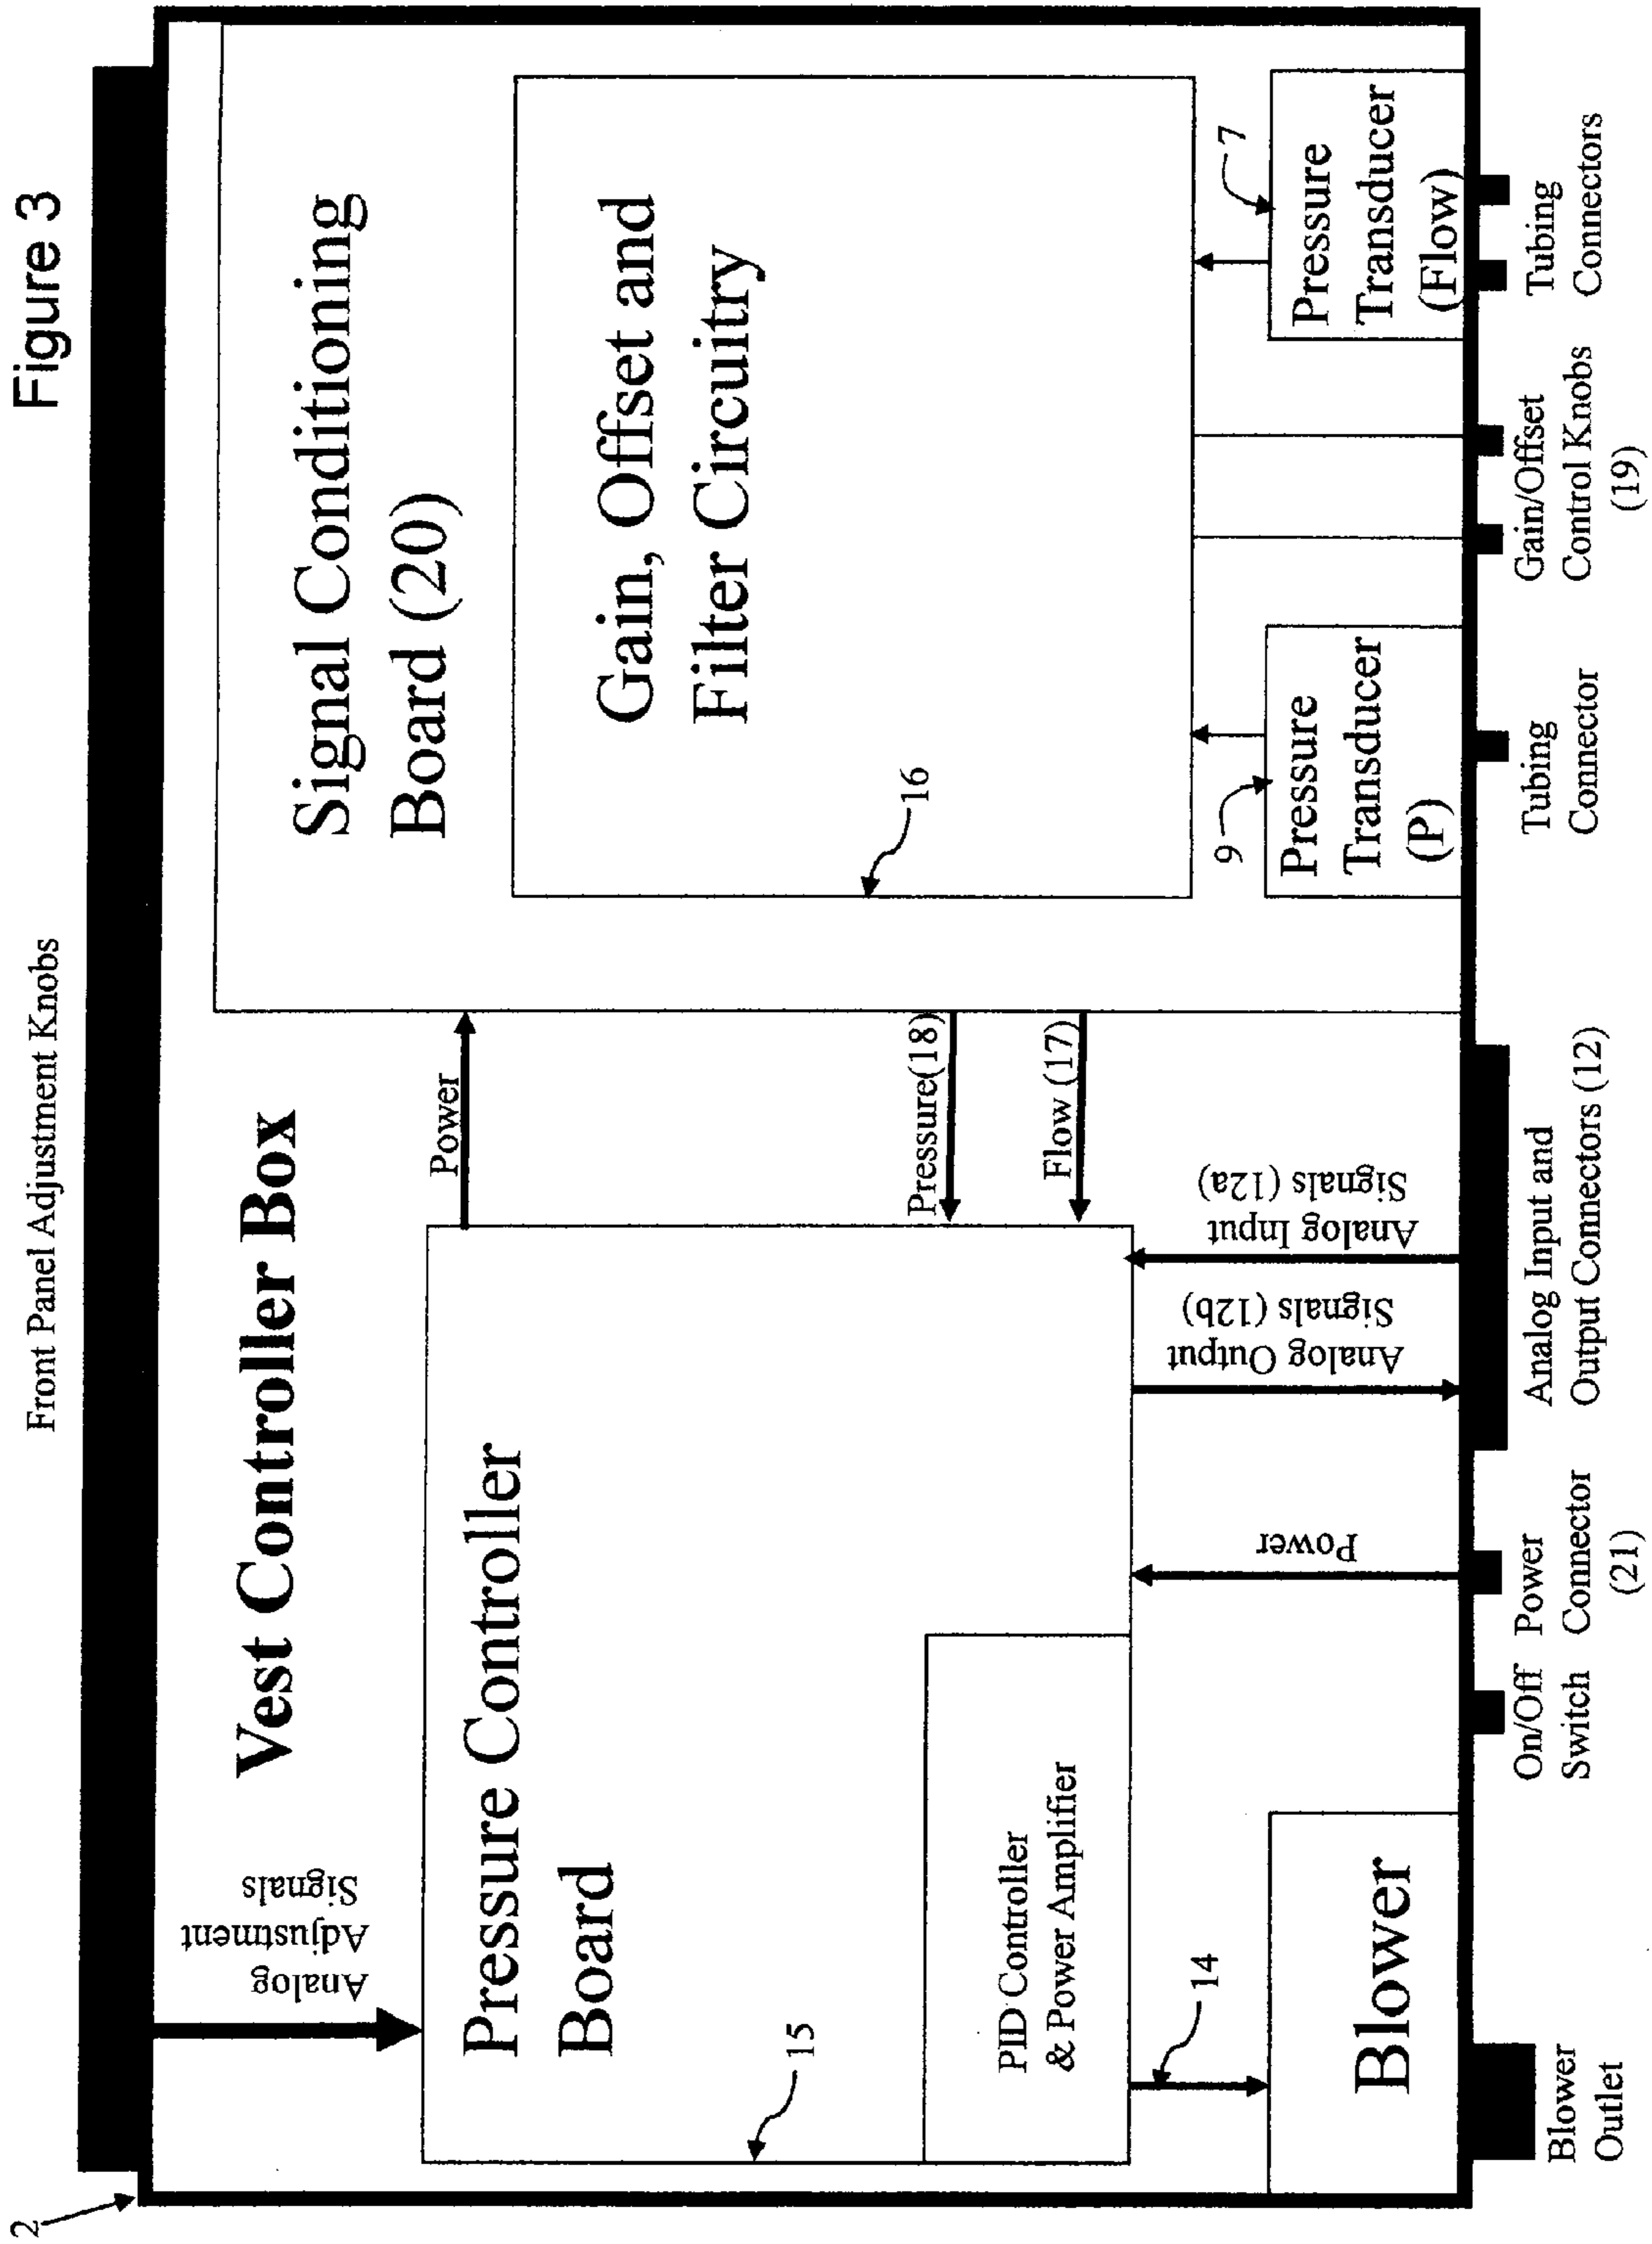 Figure 3
2
Front Panel Adjustment Knobs
Vest Controller Box
Analog
Adjustment
Signals
Pressure Controller
Board
15
PID Controller
& Power Amplifier
14
Blower
Power
Pressure(18)
Flow (17)
Signal Conditioning
Board (20)
Gain, Offset and
Filter Circuitry
16
9
Pressure
Transducer
(P)
7
Pressure
Transducer
(Flow)
Power
Analog Output
Signals (12b)
Analog Input
Signals (12a)
Blower
Outlet
On/Off
Switch
Power
Connector
(21)
Analog Input and
Output Connectors (12)
Tubing
Connector
Gain/Offset
Control Knobs
(19)
Tubing
Connectors